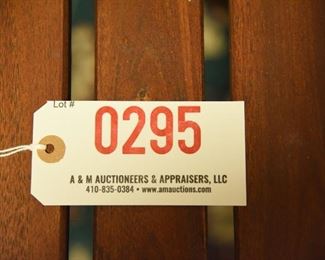 Lot #
0295
A & M AUCTIONEERS & APPRAISERS, LLC
410-835-0384 • www.amauctions.com